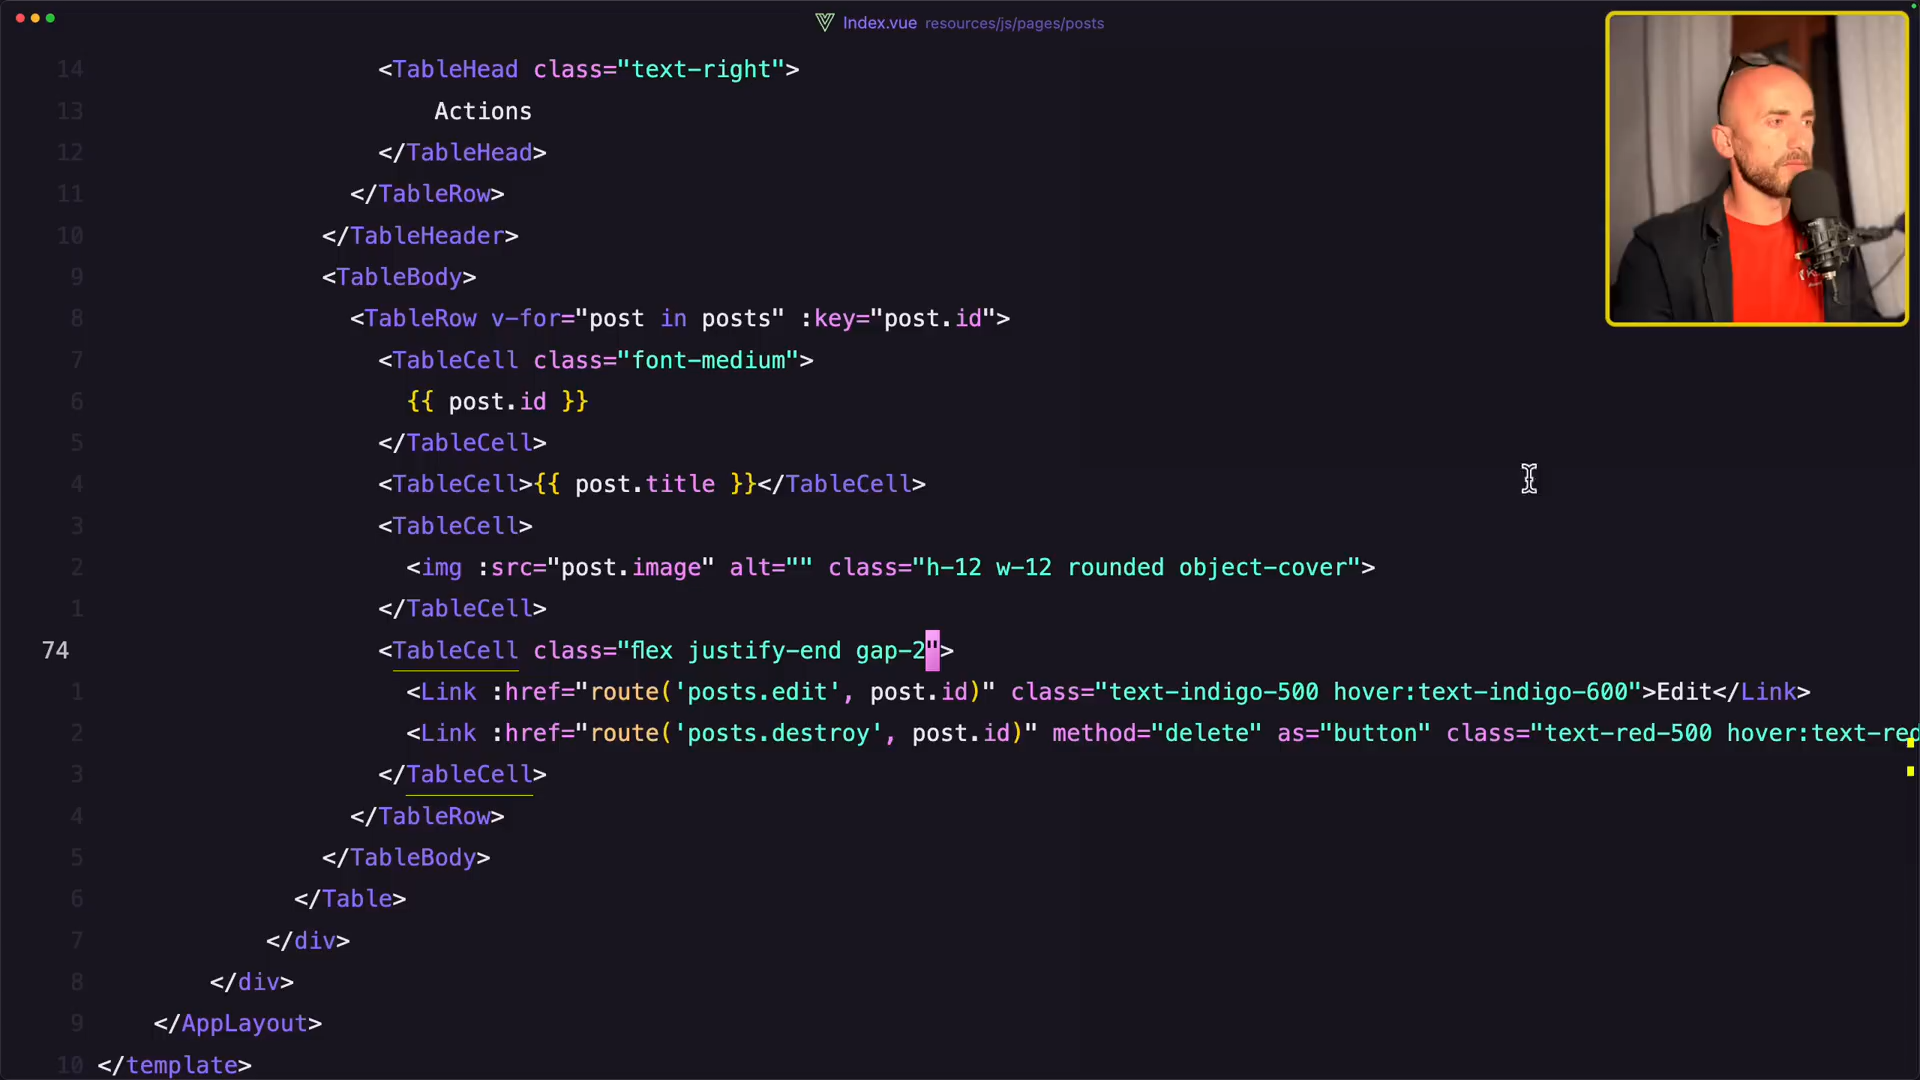 Index.vue resources/js/pages/posts
14 <TableHead class="text-right">
13 Actions
12 </TableHead>
11 </TableRow>
10 </TableHeader>
9 <TableBody>
8 <TableRow v-for="post in posts" :key="post.id">
7 <TableCell class="font-medium">
6 {{ post.id }}
5 </TableCell>
4 <TableCell>{{ post.title }}</TableCell>
3 <TableCell>
2 <img :src="post.image" alt="" class="h-12 w-12 rounded object-cover">
1 </TableCell>
74 <TableCell class="flex justify-end gap-2">
1 <Link :href="route('posts.edit', post.id)" class="text-indigo-500 hover:text-indigo-600">Edit</Link>
2 <Link :href="route('posts.destroy', post.id)" method="delete" as="button" class="text-red-500 hover:text-red
3 </TableCell>
4 </TableRow>
5 </TableBody>
6 </Table>
7 </div>
8 </div>
9 </AppLayout>
10 </template>